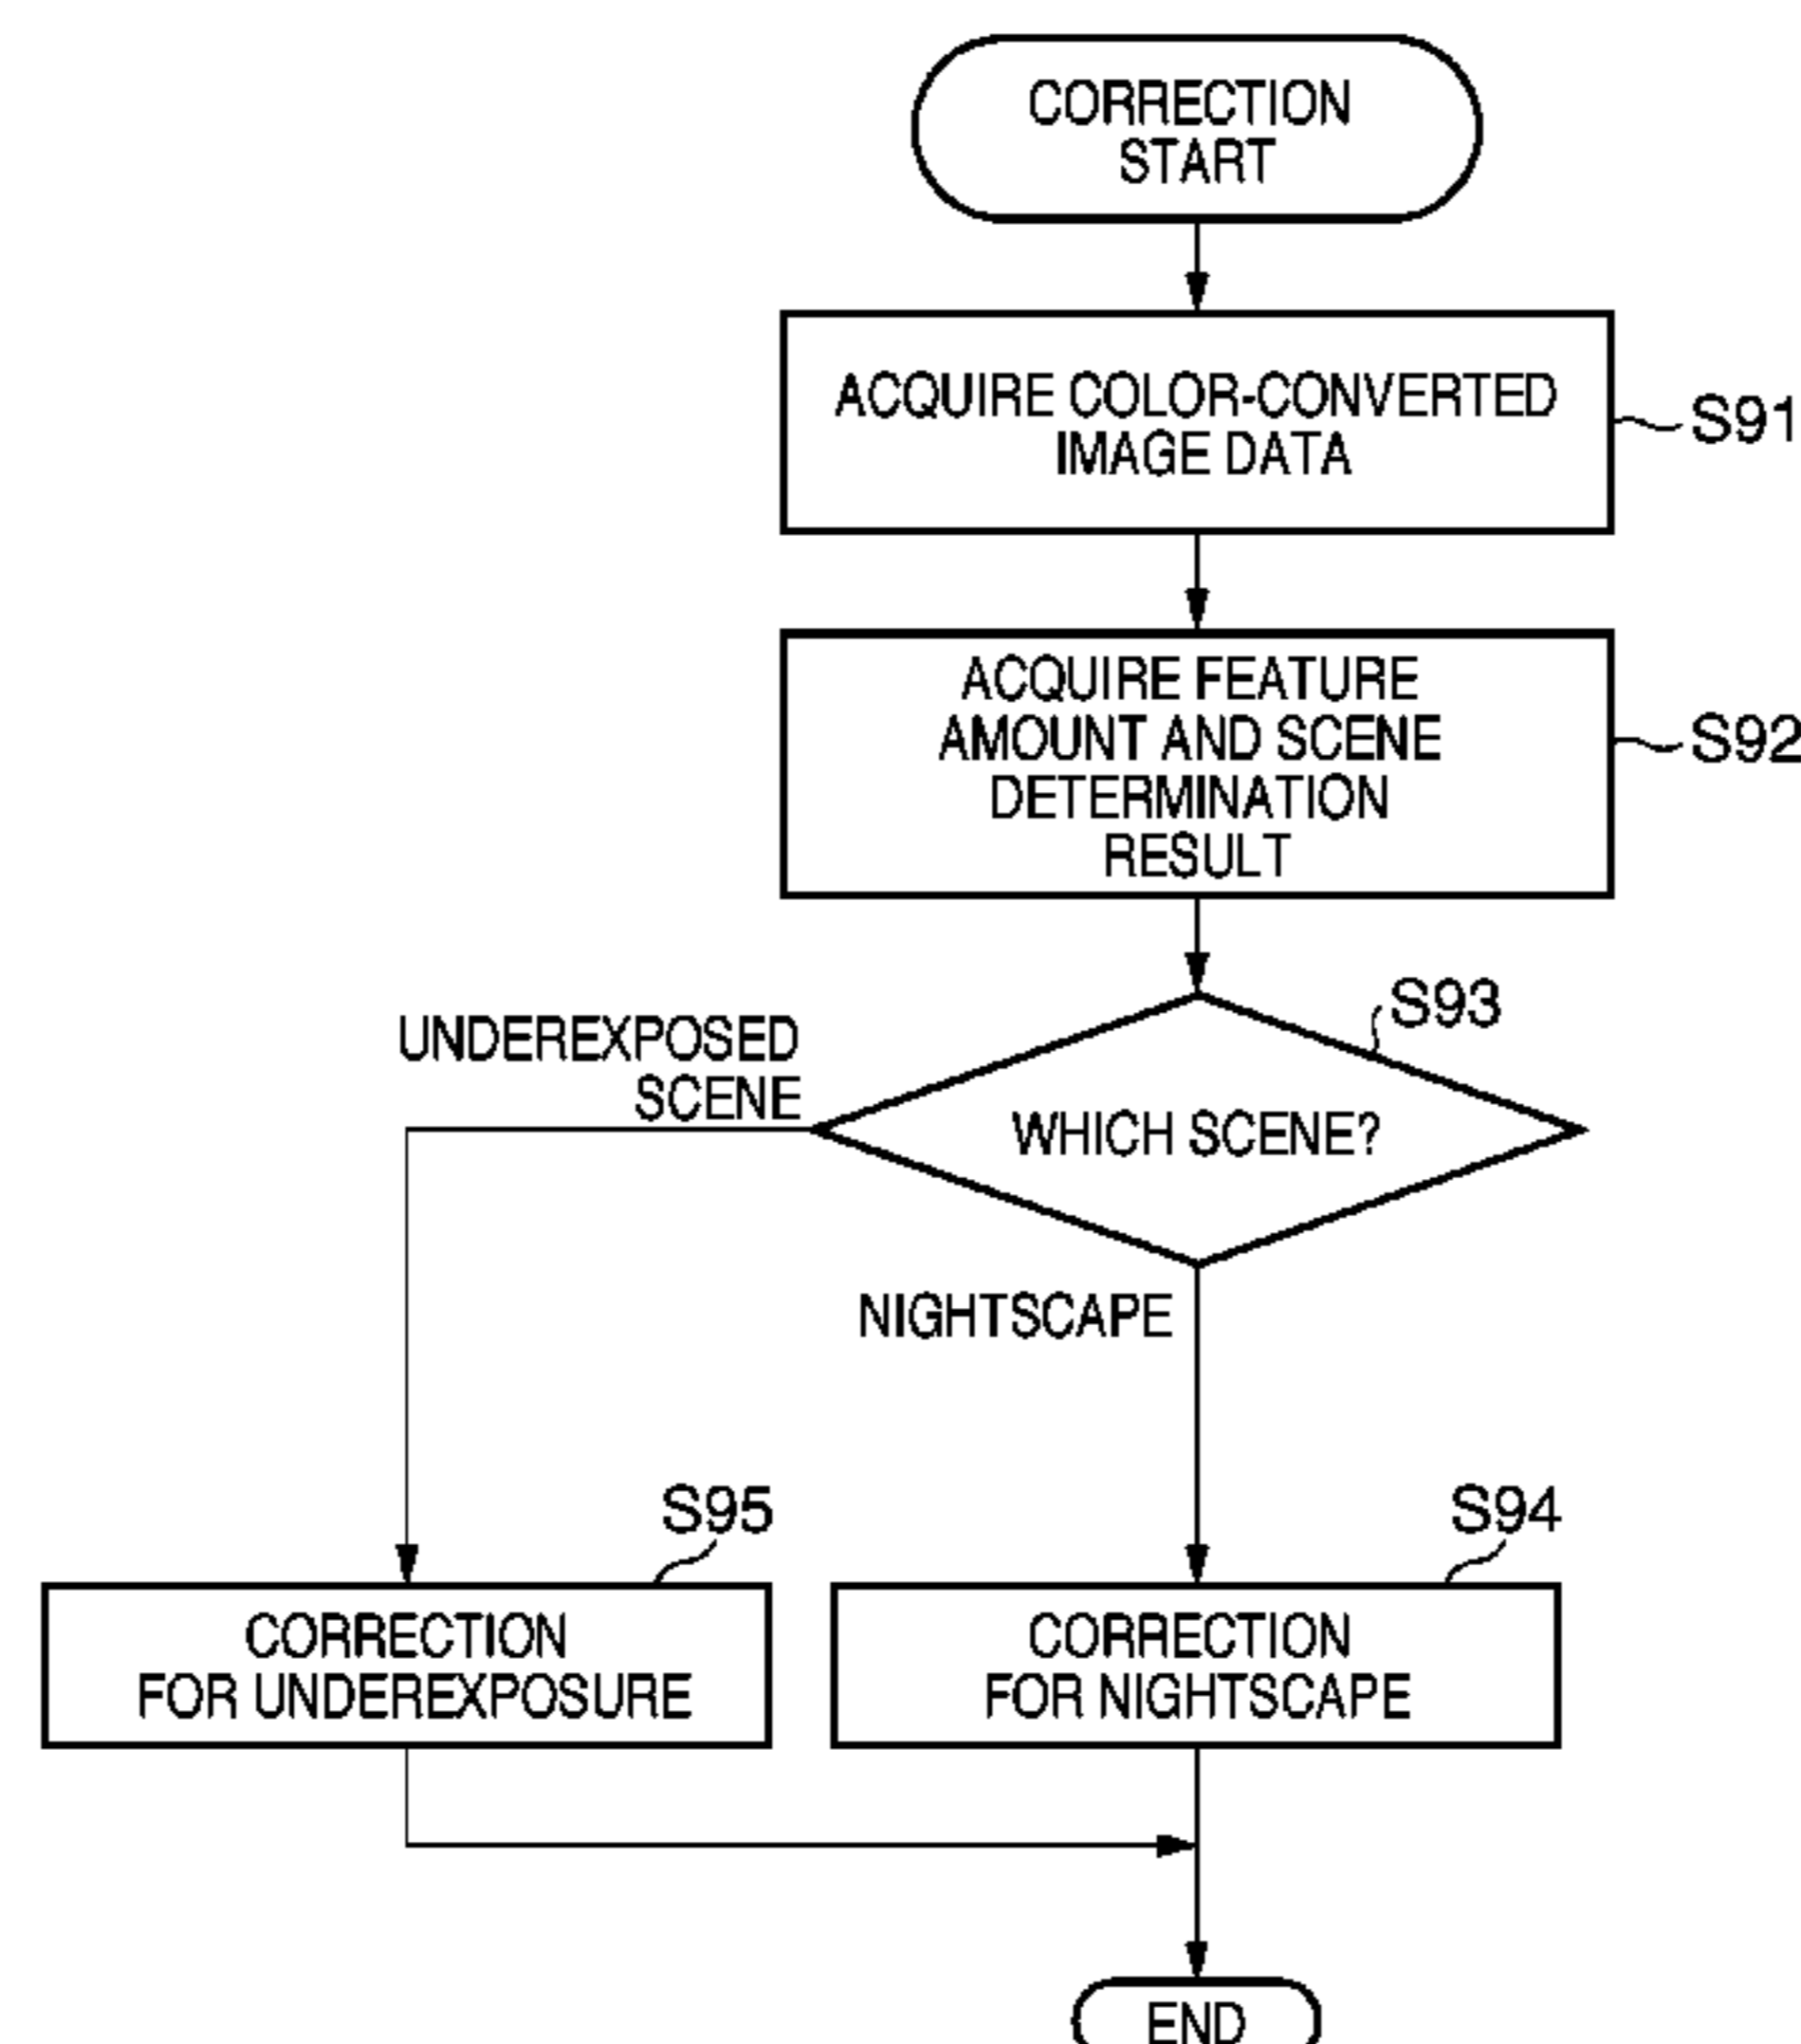 CORRECTION
START
ACQUIRE COLOR-CONVERTED
IMAGE DATA
S91
ACQUIRE FEATURE
AMOUNT AND SCENE
DETERMINATION
RESULT
S92
S93
WHICH SCENE?
UNDEREXPOSED
SCENE
NIGHTSCAPE
S95
CORRECTION
FOR UNDEREXPOSURE
S94
CORRECTION
FOR NIGHTSCAPE
END